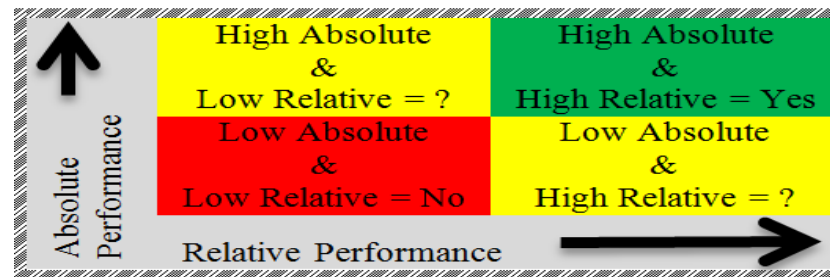 High Absolute
&
Low Relative = ?
High Absolute
&
High Relative = Yes
Absolute
Performance
Low Absolute
&
Low Relative = No
Low Absolute
&
High Relative = ?
Relative Performance